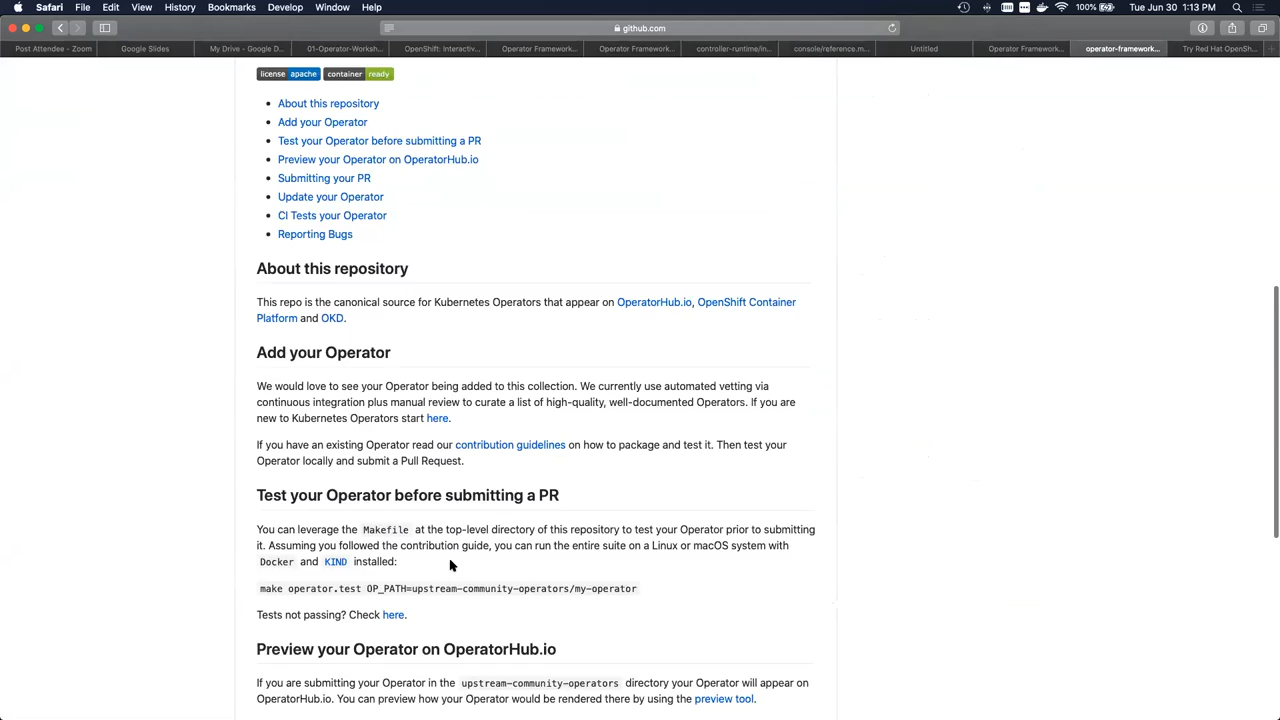 Safari File Edit View History Bookmarks Develop Window Help 100% Tue Jun 30 1:13 PM
github.com
Post Attendee - Zoom Google Slides My Drive - Google D... 01-Operator-Worksh... OpenShift: Interactiv... Operator Framework... Operator Framework... controller-runtime/in... console/reference.m... Untitled Operator Framework... operator-framework... Try Red Hat OpenSh...
license apache container ready
• About this repository
• Add your Operator
• Test your Operator before submitting a PR
• Preview your Operator on OperatorHub.io
• Submitting your PR
• Update your Operator
• CI Tests your Operator
• Reporting Bugs
About this repository
This repo is the canonical source for Kubernetes Operators that appear on OperatorHub.io, OpenShift Container
Platform and OKD.
Add your Operator
We would love to see your Operator being added to this collection. We currently use automated vetting via
continuous integration plus manual review to curate a list of high-quality, well-documented Operators. If you are
new to Kubernetes Operators start here.
If you have an existing Operator read our contribution guidelines on how to package and test it. Then test your
Operator locally and submit a Pull Request.
Test your Operator before submitting a PR
You can leverage the Makefile at the top-level directory of this repository to test your Operator prior to submitting
it. Assuming you followed the contribution guide, you can run the entire suite on a Linux or macOS system with
Docker and KIND installed:
make operator.test OP_PATH=upstream-community-operators/my-operator
Tests not passing? Check here.
Preview your Operator on OperatorHub.io
If you are submitting your Operator in the upstream-community-operators directory your Operator will appear on
OperatorHub.io. You can preview how your Operator would be rendered there by using the preview tool.